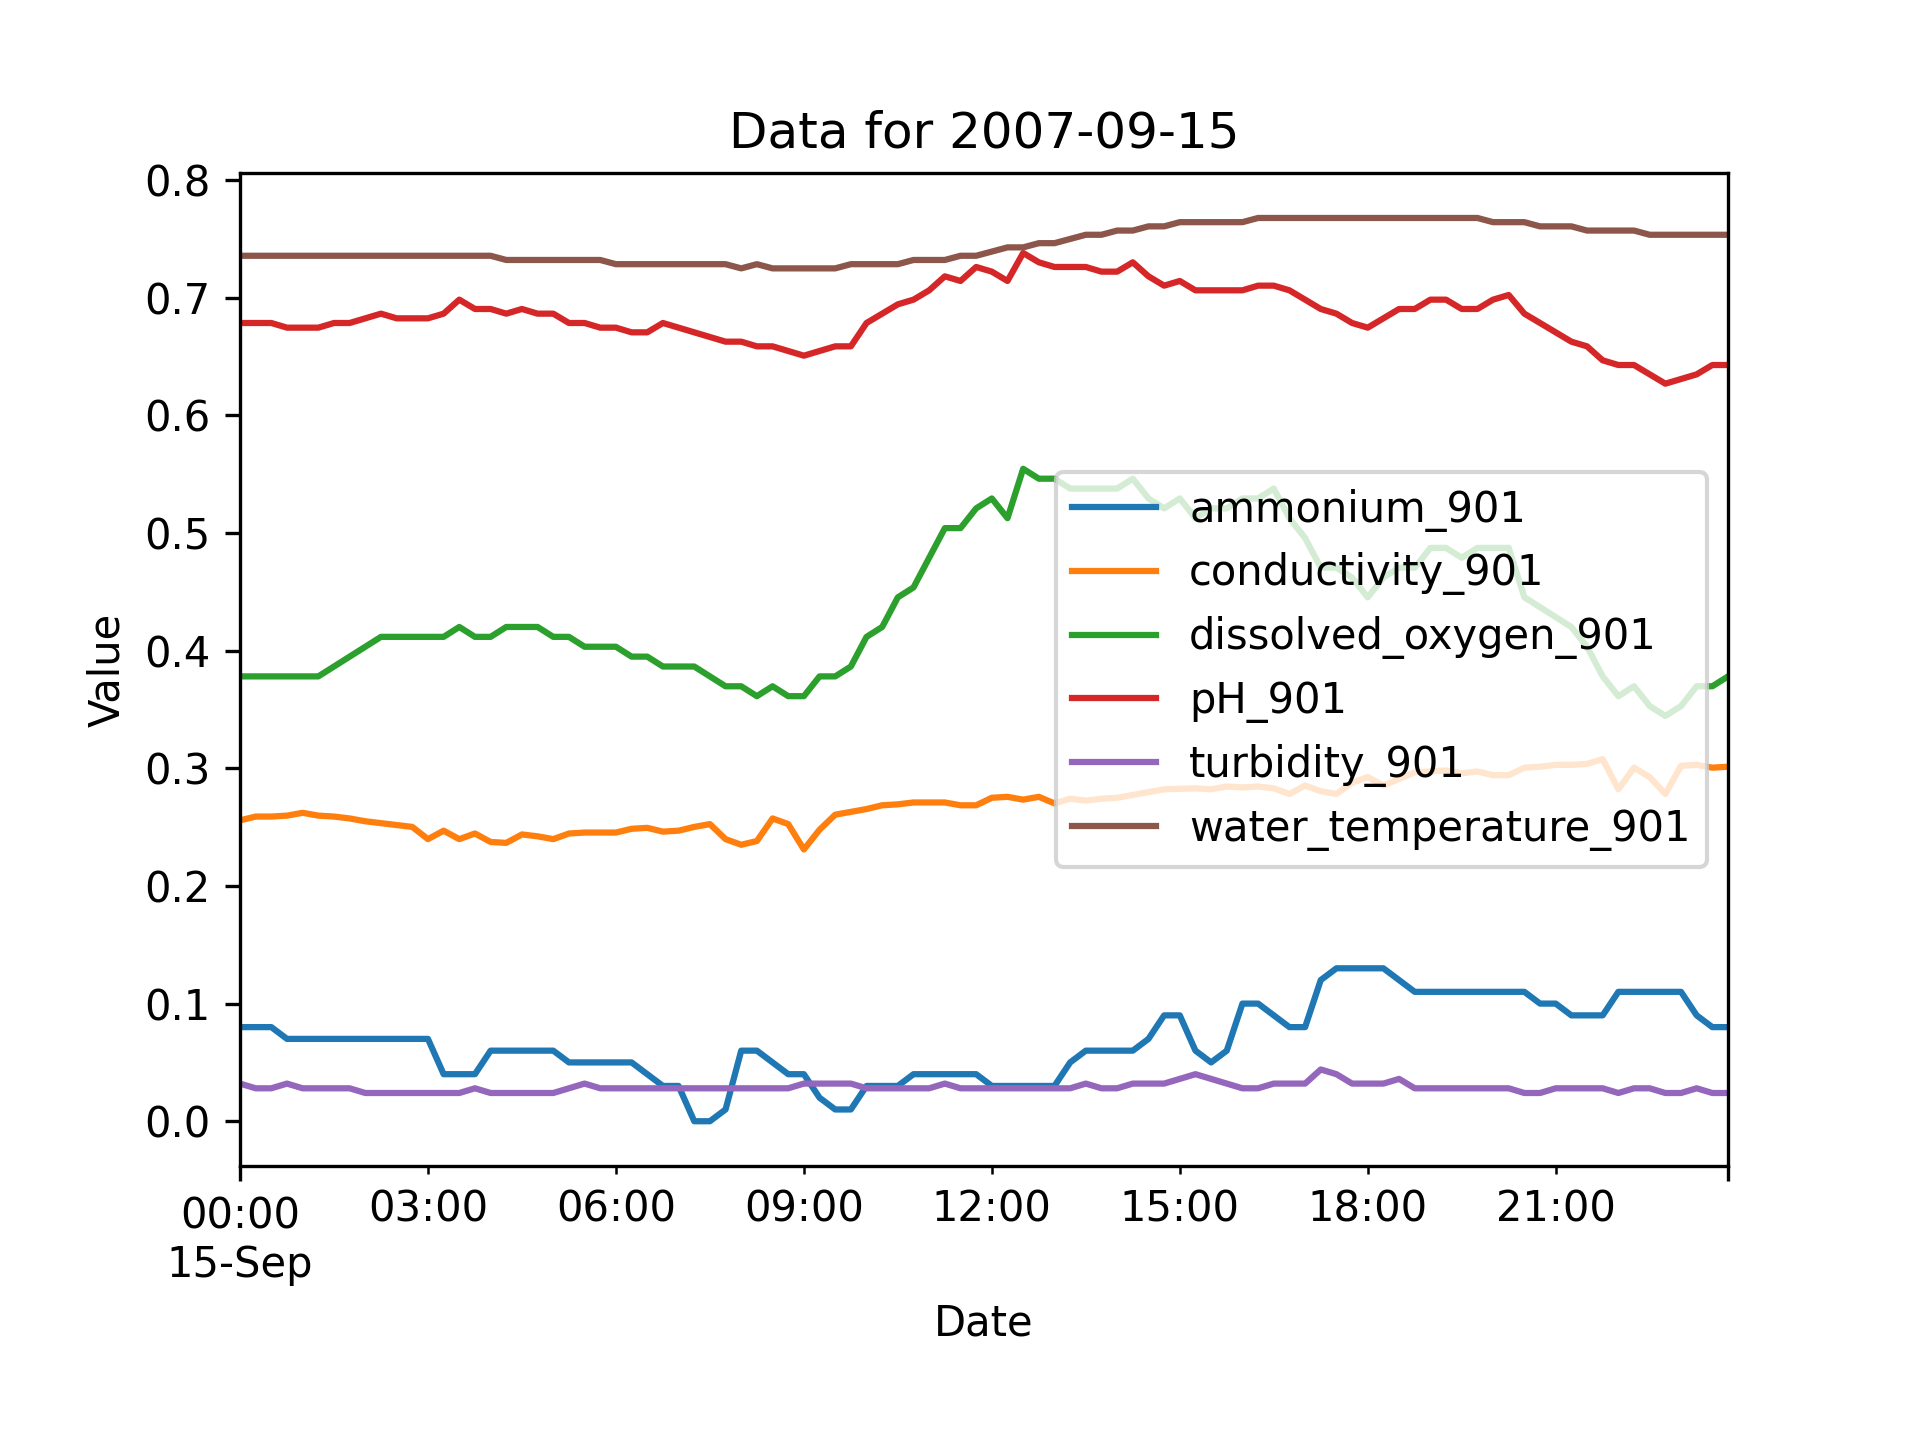 Data for 2007-09-15
Value
0.8
0.7
0.6
0.5
0.4
0.3
0.2
0.1
0.0
ammonium_901
conductivity_901
dissolved_oxygen_901
pH_901
turbidity_901
water_temperature_901
00:00 03:00 06:00 09:00 12:00 15:00 18:00 21:00
15-Sep
Date